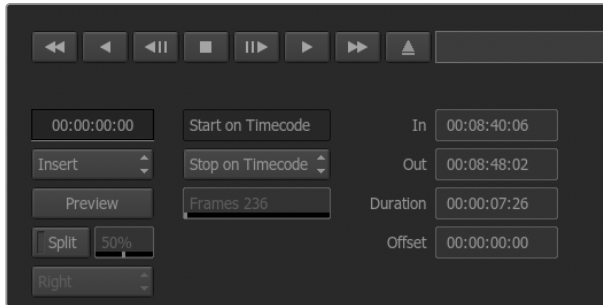 00:00:00:00 Start on Timecode In 00:08:40:06
Insert Stop on Timecode Out 00:08:48:02
Preview Frames 236 Duration 00:00:07:26
Split 50% Offset 00:00:00:00
Right